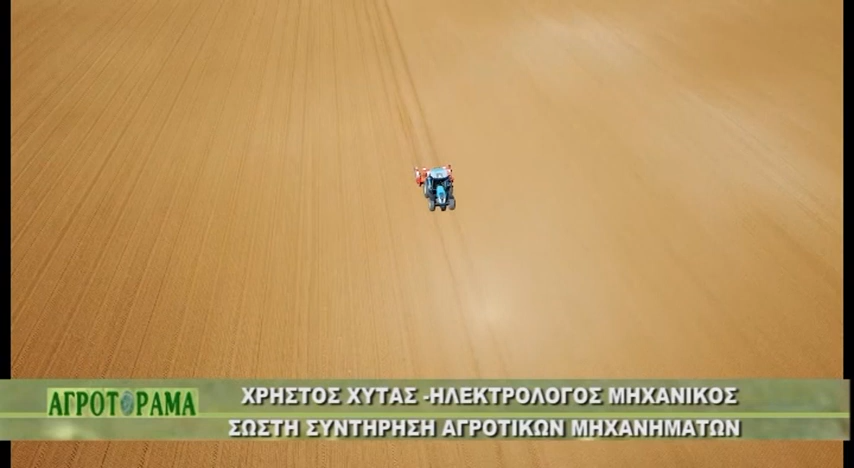 ΑΓΡΟΤΟΡΑΜΑ
ΧΡΗΣΤΟΣ ΧΥΤΑΣ -ΗΛΕΚΤΡΟΛΟΓΟΣ ΜΗΧΑΝΙΚΟΣ
ΣΩΣΤΗ ΣΥΝΤΗΡΗΣΗ ΑΓΡΟΤΙΚΩΝ ΜΗΧΑΝΗΜΑΤΩΝ